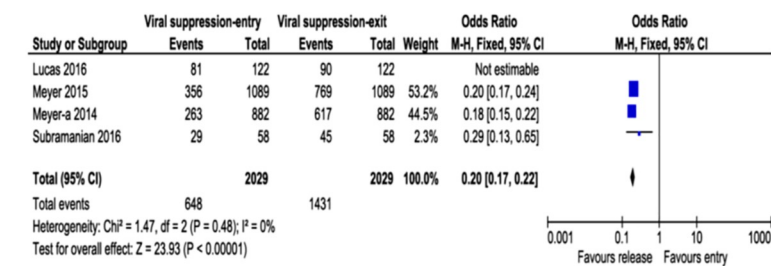 Viral suppression-entry Viral suppression-exit Odds Ratio Odds Ratio
Study or Subgroup Events Total Events Total Weight M-H, Fixed, 95% CI M-H, Fixed, 95% CI
Lucas 2016 81 122 90 122 Not estimable
Meyer 2015 356 1089 769 1089 53.2% 0.20 [0.17, 0.24]
Meyer-a 2014 263 882 617 882 44.5% 0.18 [0.15, 0.22]
Subramanian 2016 29 58 45 58 2.3% 0.29 [0.13, 0.65]
Total (95% CI) 2029 2029 100.0% 0.20 [0.17, 0.22]
Total events 648 1431
Heterogeneity: Chi² = 1.47, df = 2 (P = 0.48); I² = 0%
Test for overall effect: Z = 23.93 (P < 0.00001)
0.001 0.1 1 10 1000
Favours release Favours entry